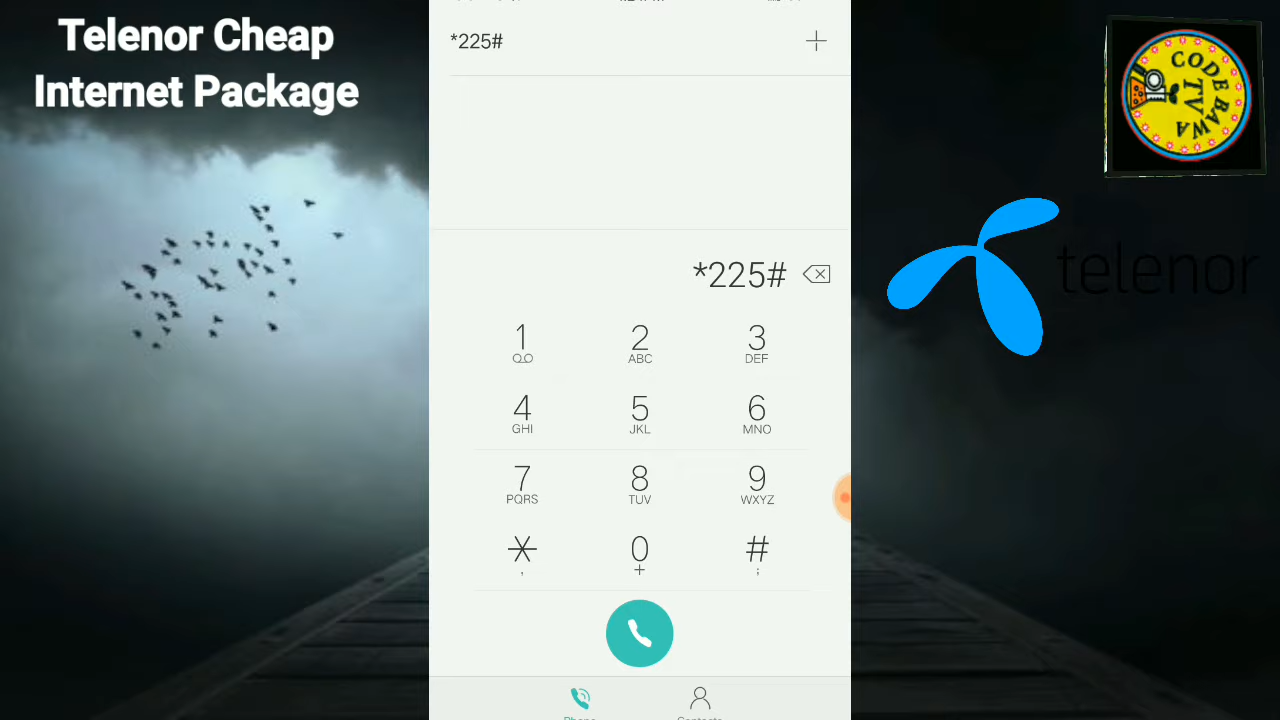 Telenor Cheap
Internet Package
*225#
*225#
1
2
ABC
3
DEF
4
GHI
5
JKL
6
MNO
7
PQRS
8
TUV
9
WXYZ
*
,
0
+
#
;
CODE BAWA
TV
telenor